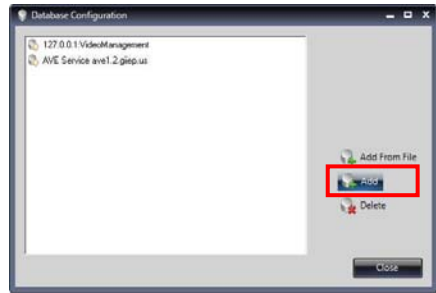 Database Configuration
127.0.0.1:VideoManagement
AVE Service ave1.2.giep.us
Add From File
Add
Delete
Close